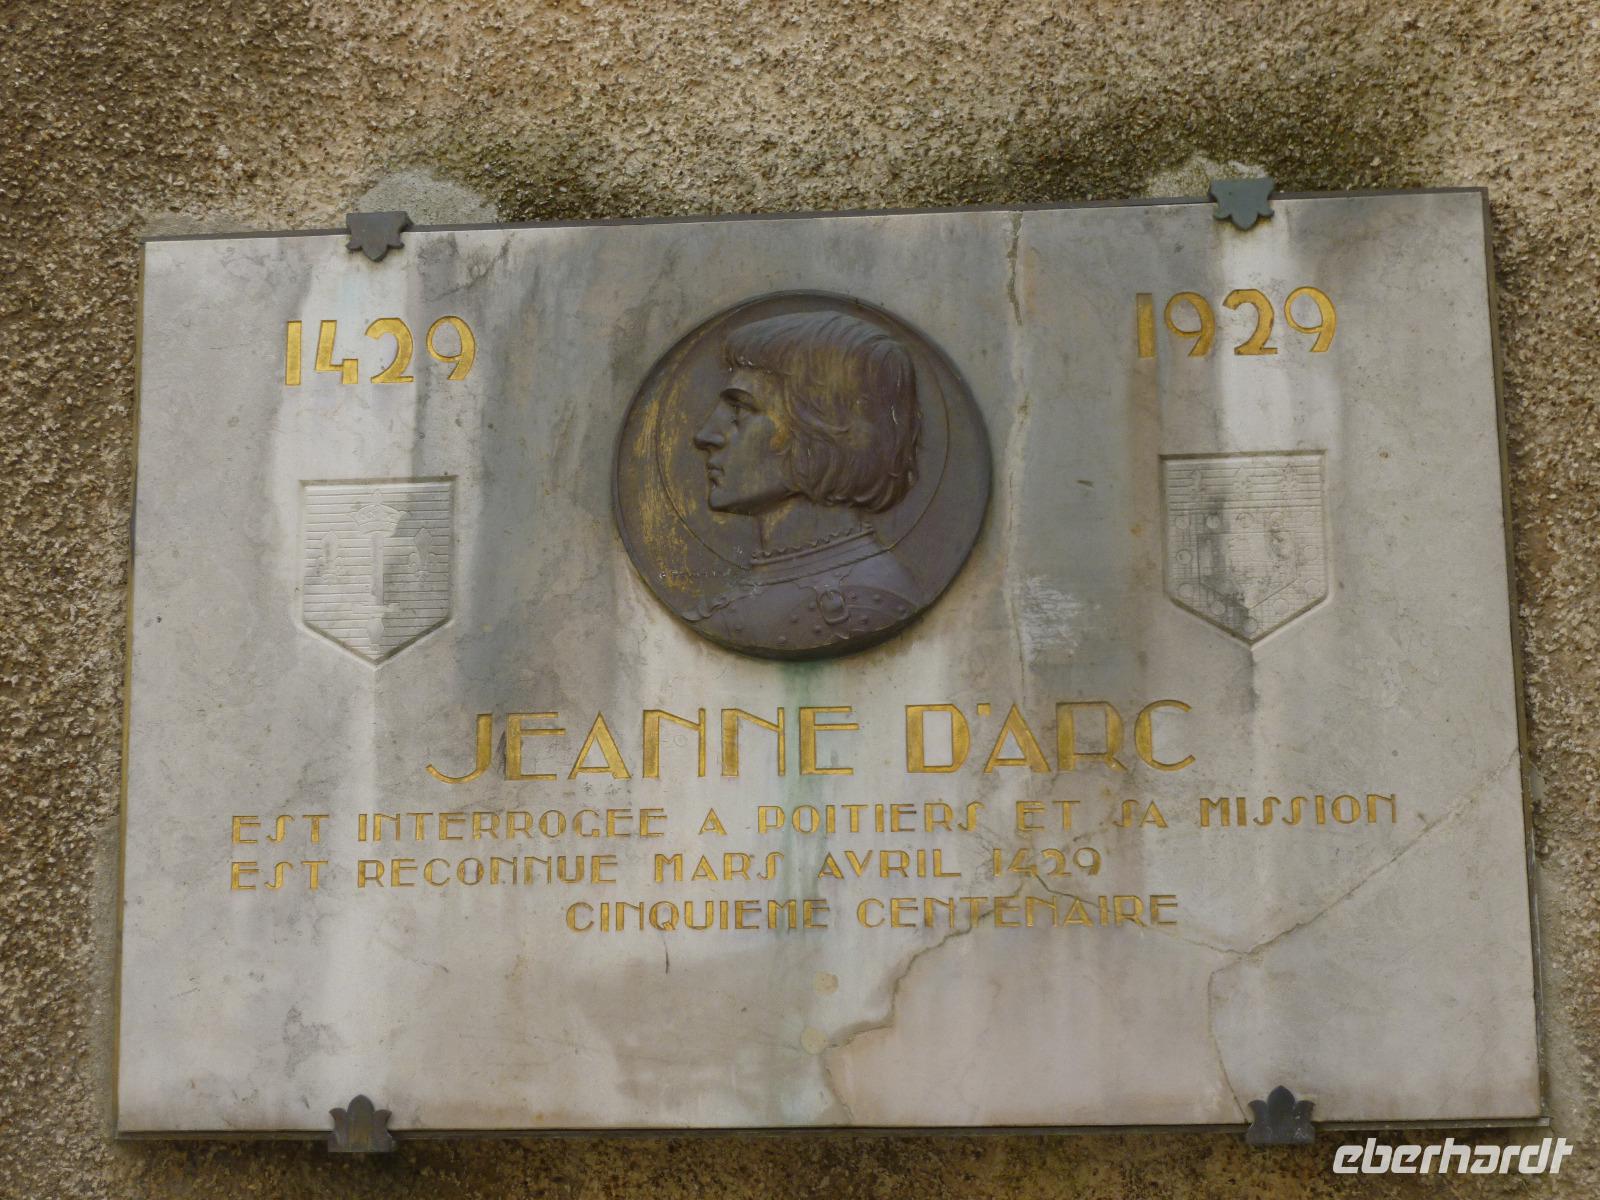 1429 1929
JEANNE D'ARC
EST INTERROGEE A POITIERS ET SA MISSION
EST RECONNUE MARS AVRIL 1429
CINQUIEME CENTENAIRE
eberhardt